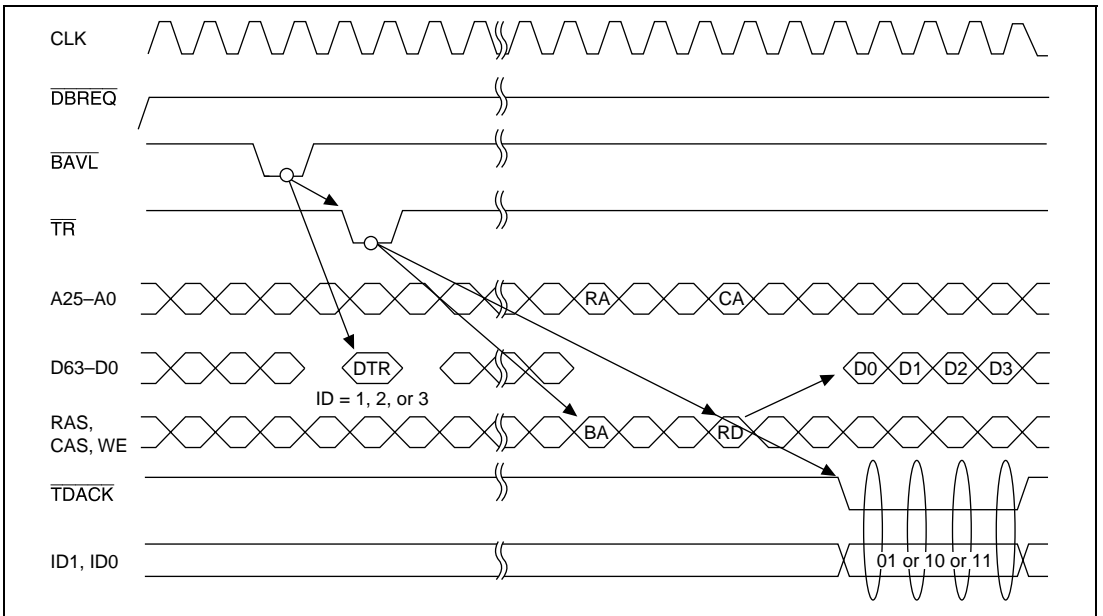 CLK
DBREQ
BAVL
TR
A25–A0 RA CA
D63–D0 DTR D0 D1 D2 D3
ID = 1, 2, or 3
RAS,
CAS, WE BA RD
TDACK
ID1, ID0 01 or 10 or 11